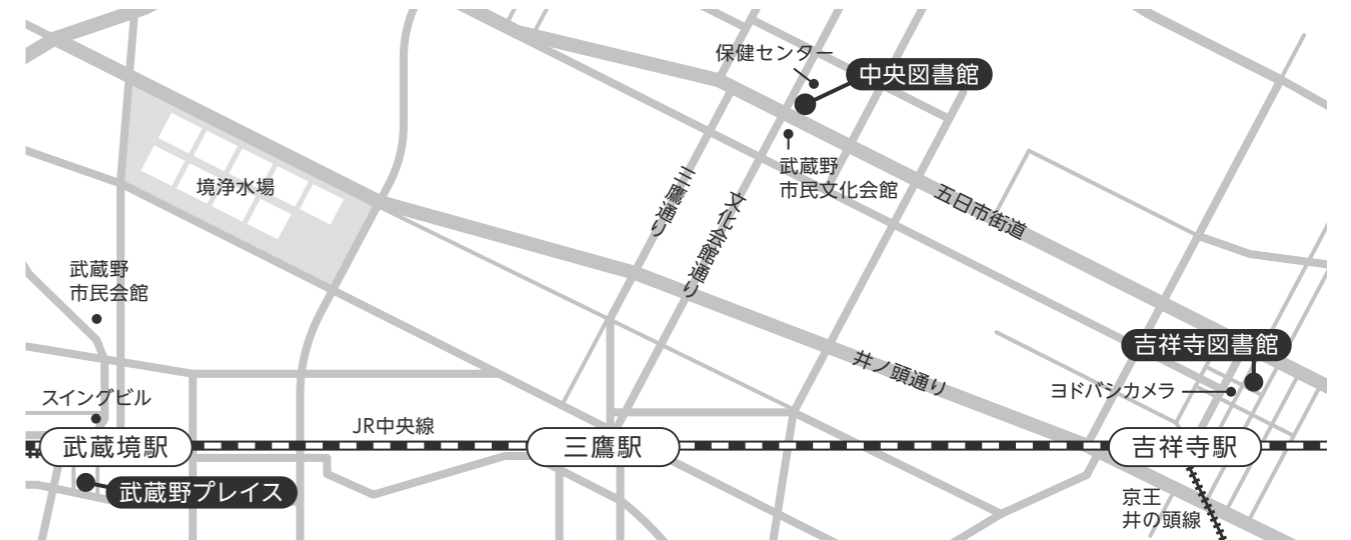 保健センター
中央図書館
武蔵野
市民文化会館
三鷹通り
文化会館通り
五日市街道
境浄水場
武蔵野
市民会館
井ノ頭通り
吉祥寺図書館
ヨドバシカメラ
スイングビル
JR中央線
武蔵境駅
三鷹駅
吉祥寺駅
武蔵野プレイス
京王
井の頭線